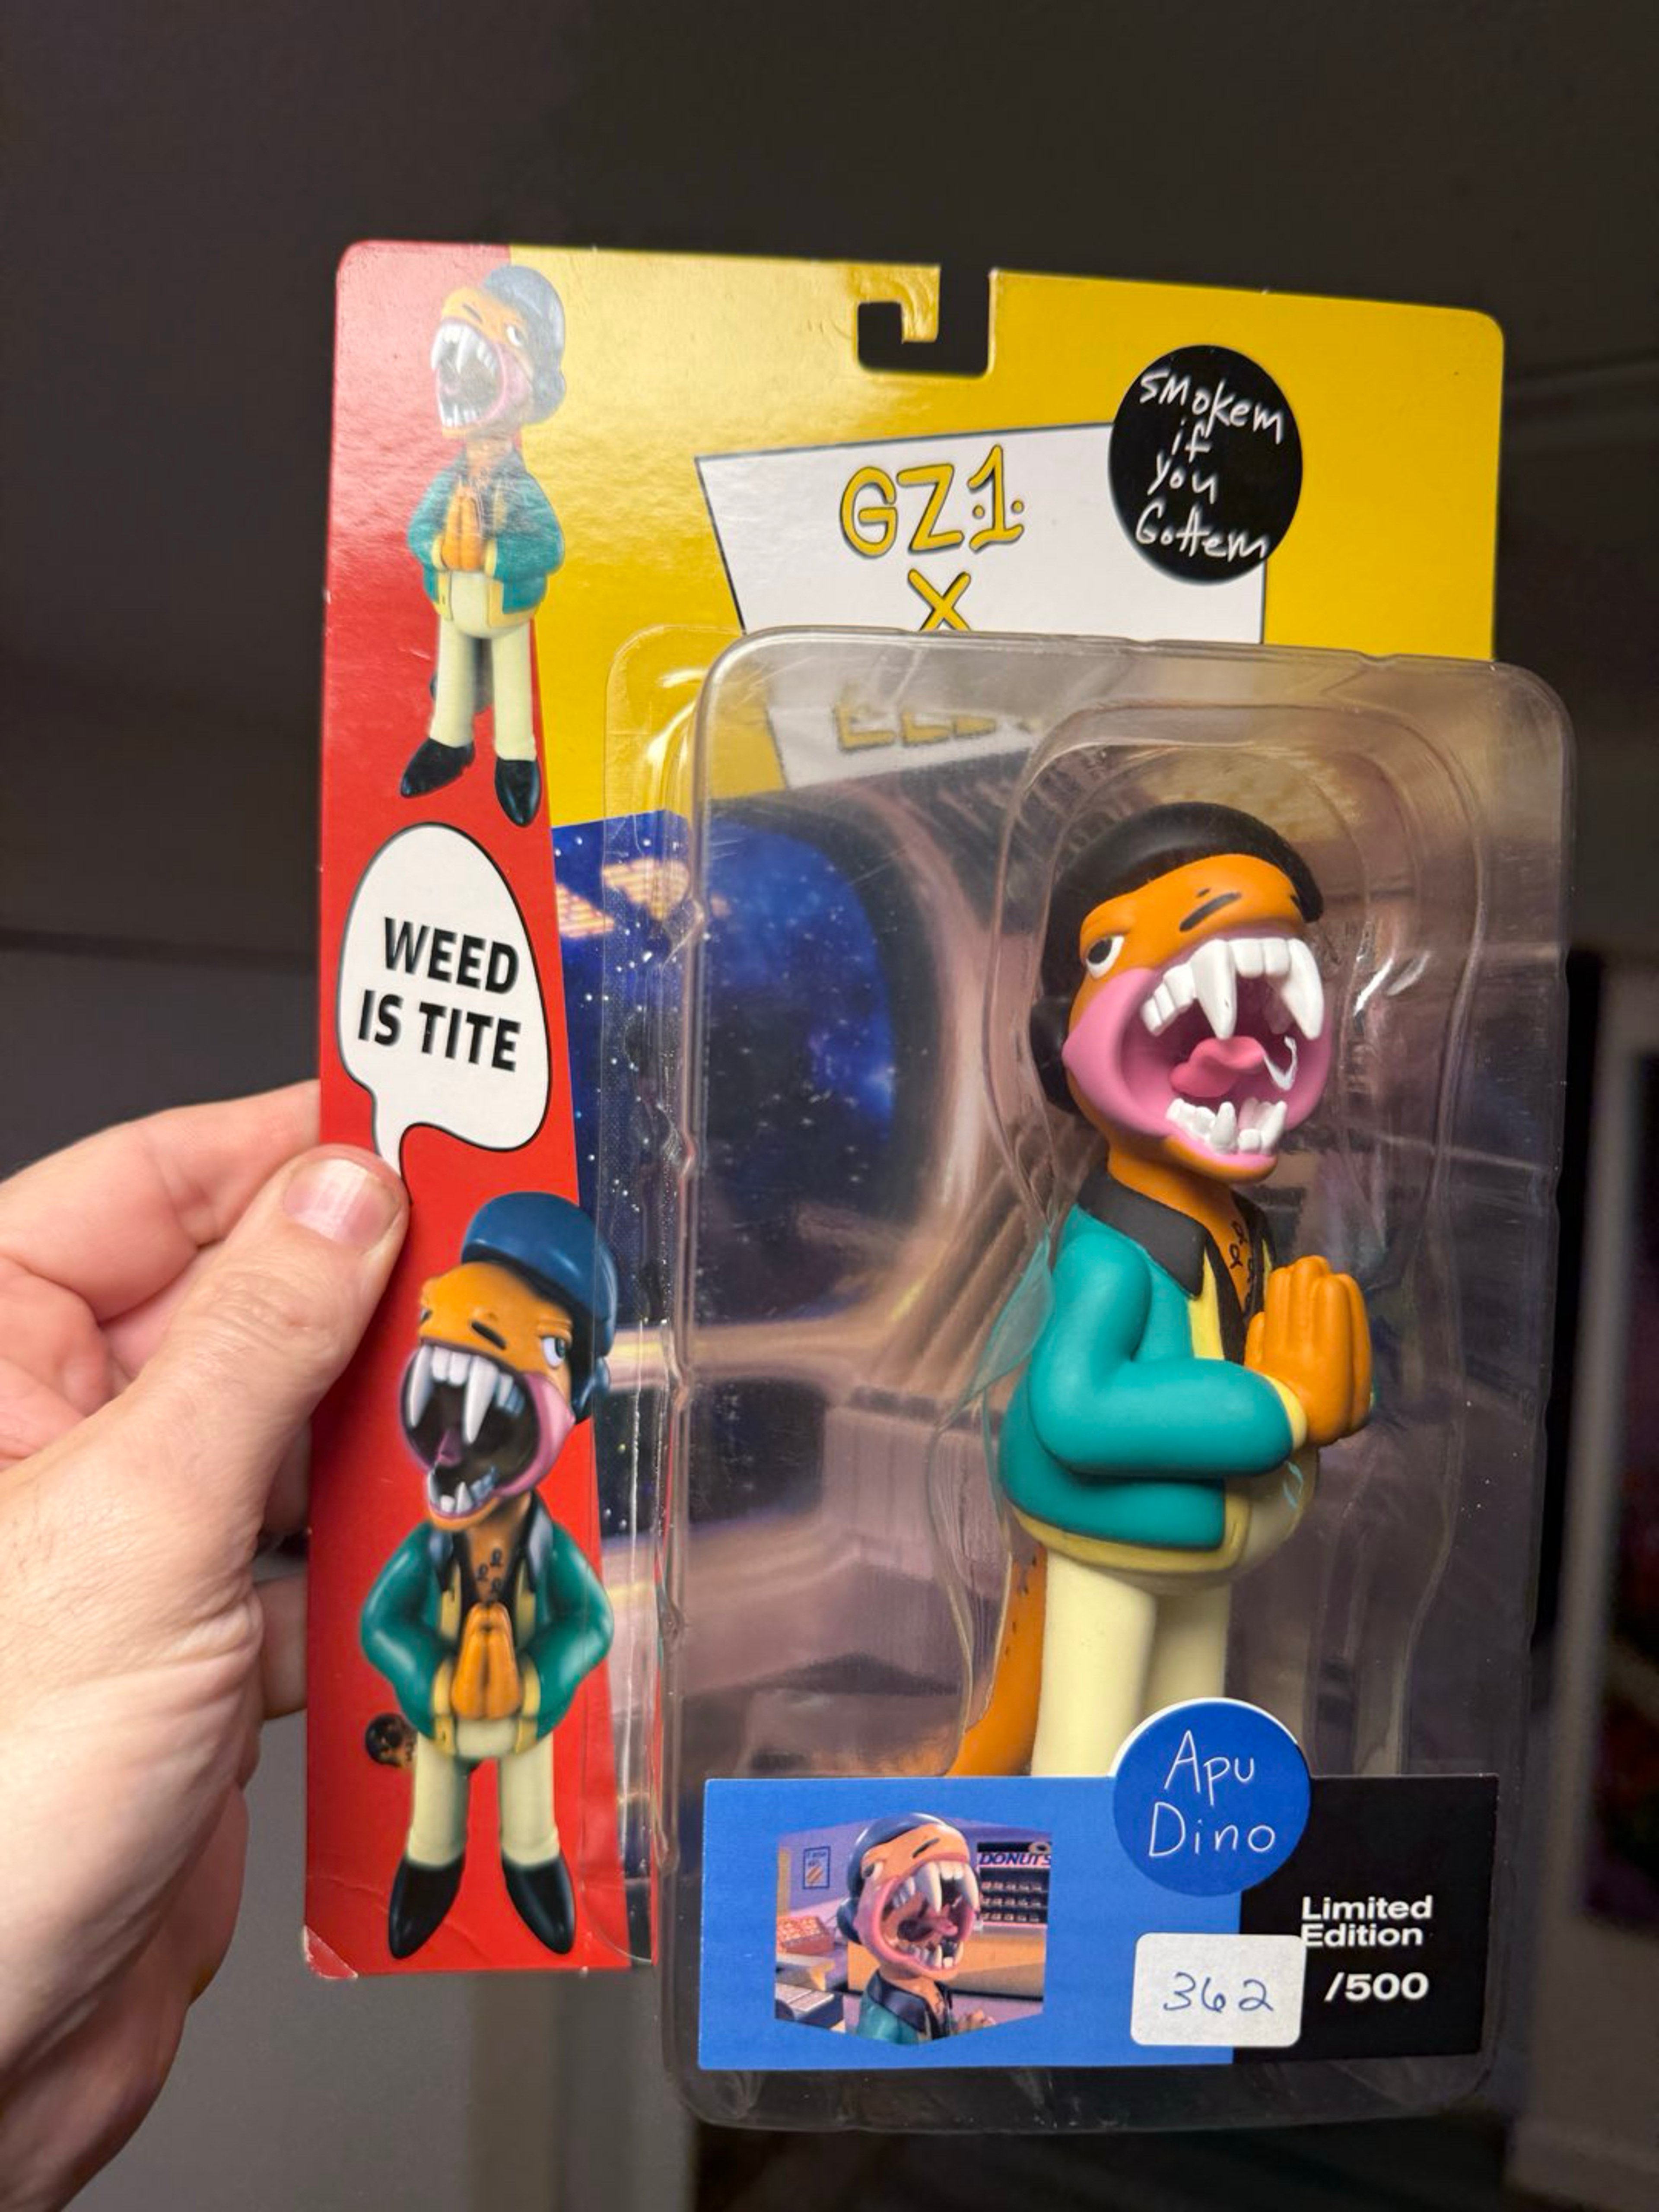 smokem
if
you
Gottem
GZ1
X
WEED
IS TITE
Apu
Dino
DONUTS
Limited
Edition
362
/500